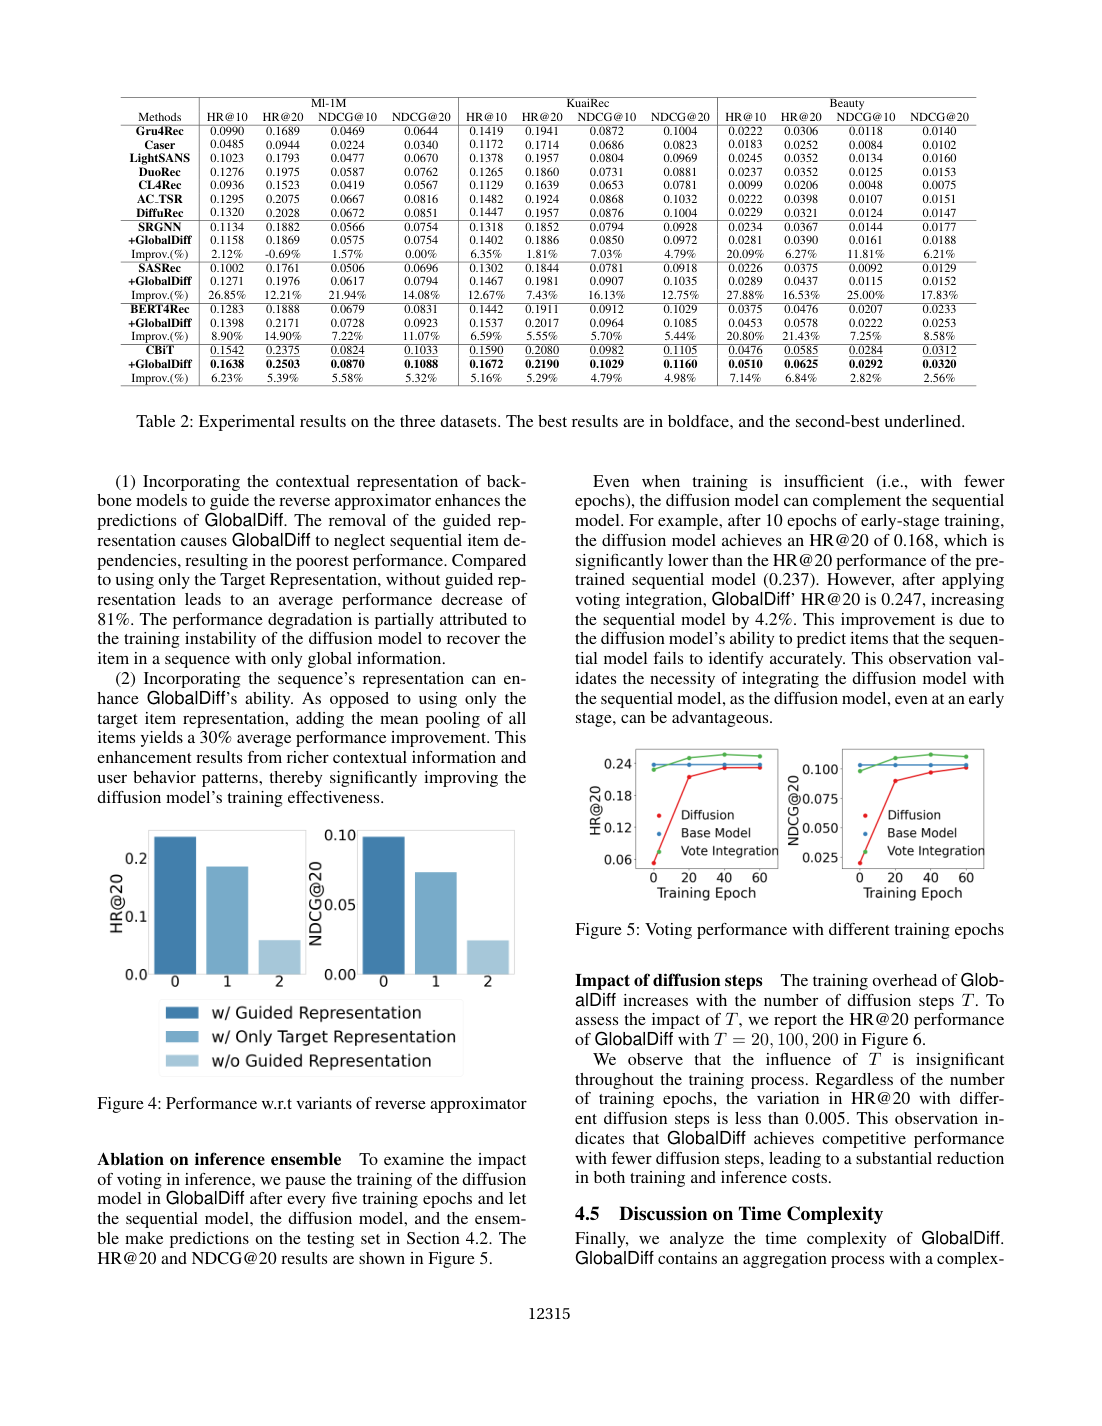 Ml-1M KuaiRec Beauty
Methods HR@10 HR@20 NDCG@10 NDCG@20 HR@10 HR@20 NDCG@10 NDCG@20 HR@10 HR@20 NDCG@10 NDCG@20
Gru4Rec 0.0990 0.1689 0.0469 0.0644 0.1419 0.1941 0.0872 0.1004 0.0222 0.0306 0.0118 0.0140
Caser 0.0485 0.0944 0.0224 0.0340 0.1172 0.1714 0.0686 0.0823 0.0183 0.0252 0.0084 0.0102
LightSANS 0.1023 0.1793 0.0477 0.0670 0.1378 0.1957 0.0804 0.0969 0.0245 0.0352 0.0134 0.0160
DuoRec 0.1276 0.1975 0.0587 0.0762 0.1265 0.1860 0.0731 0.0881 0.0237 0.0352 0.0125 0.0153
CL4Rec 0.0936 0.1523 0.0419 0.0567 0.1129 0.1639 0.0653 0.0781 0.0099 0.0206 0.0048 0.0075
AC_TSR 0.1295 0.2075 0.0667 0.0816 0.1482 0.1924 0.0868 0.1032 0.0222 0.0398 0.0107 0.0151
DiffuRec 0.1320 0.2028 0.0672 0.0851 0.1447 0.1957 0.0876 0.1004 0.0229 0.0321 0.0124 0.0147
SRGNN 0.1134 0.1882 0.0566 0.0754 0.1318 0.1852 0.0794 0.0928 0.0234 0.0367 0.0144 0.0177
+GlobalDiff 0.1158 0.1869 0.0575 0.0754 0.1402 0.1886 0.0850 0.0972 0.0281 0.0390 0.0161 0.0188
Improv.(%) 2.12% -0.69% 1.57% 0.00% 6.35% 1.81% 7.03% 4.79% 20.09% 6.27% 11.81% 6.21%
SASRec 0.1002 0.1761 0.0506 0.0696 0.1302 0.1844 0.0781 0.0918 0.0226 0.0375 0.0092 0.0129
+GlobalDiff 0.1271 0.1976 0.0617 0.0794 0.1467 0.1981 0.0907 0.1035 0.0289 0.0437 0.0115 0.0152
Improv.(%) 26.85% 12.21% 21.94% 14.08% 12.67% 7.43% 16.13% 12.75% 27.88% 16.53% 25.00% 17.83%
BERT4Rec 0.1283 0.1888 0.0679 0.0831 0.1442 0.1911 0.0912 0.1029 0.0375 0.0476 0.0207 0.0233
+GlobalDiff 0.1398 0.2171 0.0728 0.0923 0.1537 0.2017 0.0964 0.1085 0.0453 0.0578 0.0222 0.0253
Improv.(%) 8.90% 14.90% 7.22% 11.07% 6.59% 5.55% 5.70% 5.44% 20.80% 21.43% 7.25% 8.58%
CBiT 0.1542 0.2375 0.0824 0.1033 0.1590 0.2080 0.0982 0.1105 0.0476 0.0585 0.0284 0.0312
+GlobalDiff 0.1638 0.2503 0.0870 0.1088 0.1672 0.2190 0.1029 0.1160 0.0510 0.0625 0.0292 0.0320
Improv.(%) 6.23% 5.39% 5.58% 5.32% 5.16% 5.29% 4.79% 4.98% 7.14% 6.84% 2.82% 2.56%
Table 2: Experimental results on the three datasets. The best results are in boldface, and the second-best underlined.
(1) Incorporating the contextual representation of back-
bone models to guide the reverse approximator enhances the
predictions of GlobalDiff. The removal of the guided rep-
resentation causes GlobalDiff to neglect sequential item de-
pendencies, resulting in the poorest performance. Compared
to using only the Target Representation, without guided rep-
resentation leads to an average performance decrease of
81%. The performance degradation is partially attributed to
the training instability of the diffusion model to recover the
item in a sequence with only global information.
(2) Incorporating the sequence's representation can en-
hance GlobalDiff's ability. As opposed to using only the
target item representation, adding the mean pooling of all
items yields a 30% average performance improvement. This
enhancement results from richer contextual information and
user behavior patterns, thereby significantly improving the
diffusion model's training effectiveness.
HR@20
0.2
0.1
0.0
0 1 2
NDCG@20
0.10
0.05
0.00
0 1 2
w/ Guided Representation
w/ Only Target Representation
w/o Guided Representation
Figure 4: Performance w.r.t variants of reverse approximator
Ablation on inference ensemble To examine the impact
of voting in inference, we pause the training of the diffusion
model in GlobalDiff after every five training epochs and let
the sequential model, the diffusion model, and the ensem-
ble make predictions on the testing set in Section 4.2. The
HR@20 and NDCG@20 results are shown in Figure 5.
Even when training is insufficient (i.e., with fewer
epochs), the diffusion model can complement the sequential
model. For example, after 10 epochs of early-stage training,
the diffusion model achieves an HR@20 of 0.168, which is
significantly lower than the HR@20 performance of the pre-
trained sequential model (0.237). However, after applying
voting integration, GlobalDiff' HR@20 is 0.247, increasing
the sequential model by 4.2%. This improvement is due to
the diffusion model's ability to predict items that the sequen-
tial model fails to identify accurately. This observation val-
idates the necessity of integrating the diffusion model with
the sequential model, as the diffusion model, even at an early
stage, can be advantageous.
HR@20
0.24
0.18
0.12
0.06
Diffusion
Base Model
Vote Integration
0 20 40 60
Training Epoch
NDCG@20
0.100
0.075
0.050
0.025
Diffusion
Base Model
Vote Integration
0 20 40 60
Training Epoch
Figure 5: Voting performance with different training epochs
Impact of diffusion steps The training overhead of Glob-
alDiff increases with the number of diffusion steps T. To
assess the impact of T, we report the HR@20 performance
of GlobalDiff with T = 20, 100, 200 in Figure 6.
We observe that the influence of T is insignificant
throughout the training process. Regardless of the number
of training epochs, the variation in HR@20 with differ-
ent diffusion steps is less than 0.005. This observation in-
dicates that GlobalDiff achieves competitive performance
with fewer diffusion steps, leading to a substantial reduction
in both training and inference costs.
4.5 Discussion on Time Complexity
Finally, we analyze the time complexity of GlobalDiff.
GlobalDiff contains an aggregation process with a complex-
12315